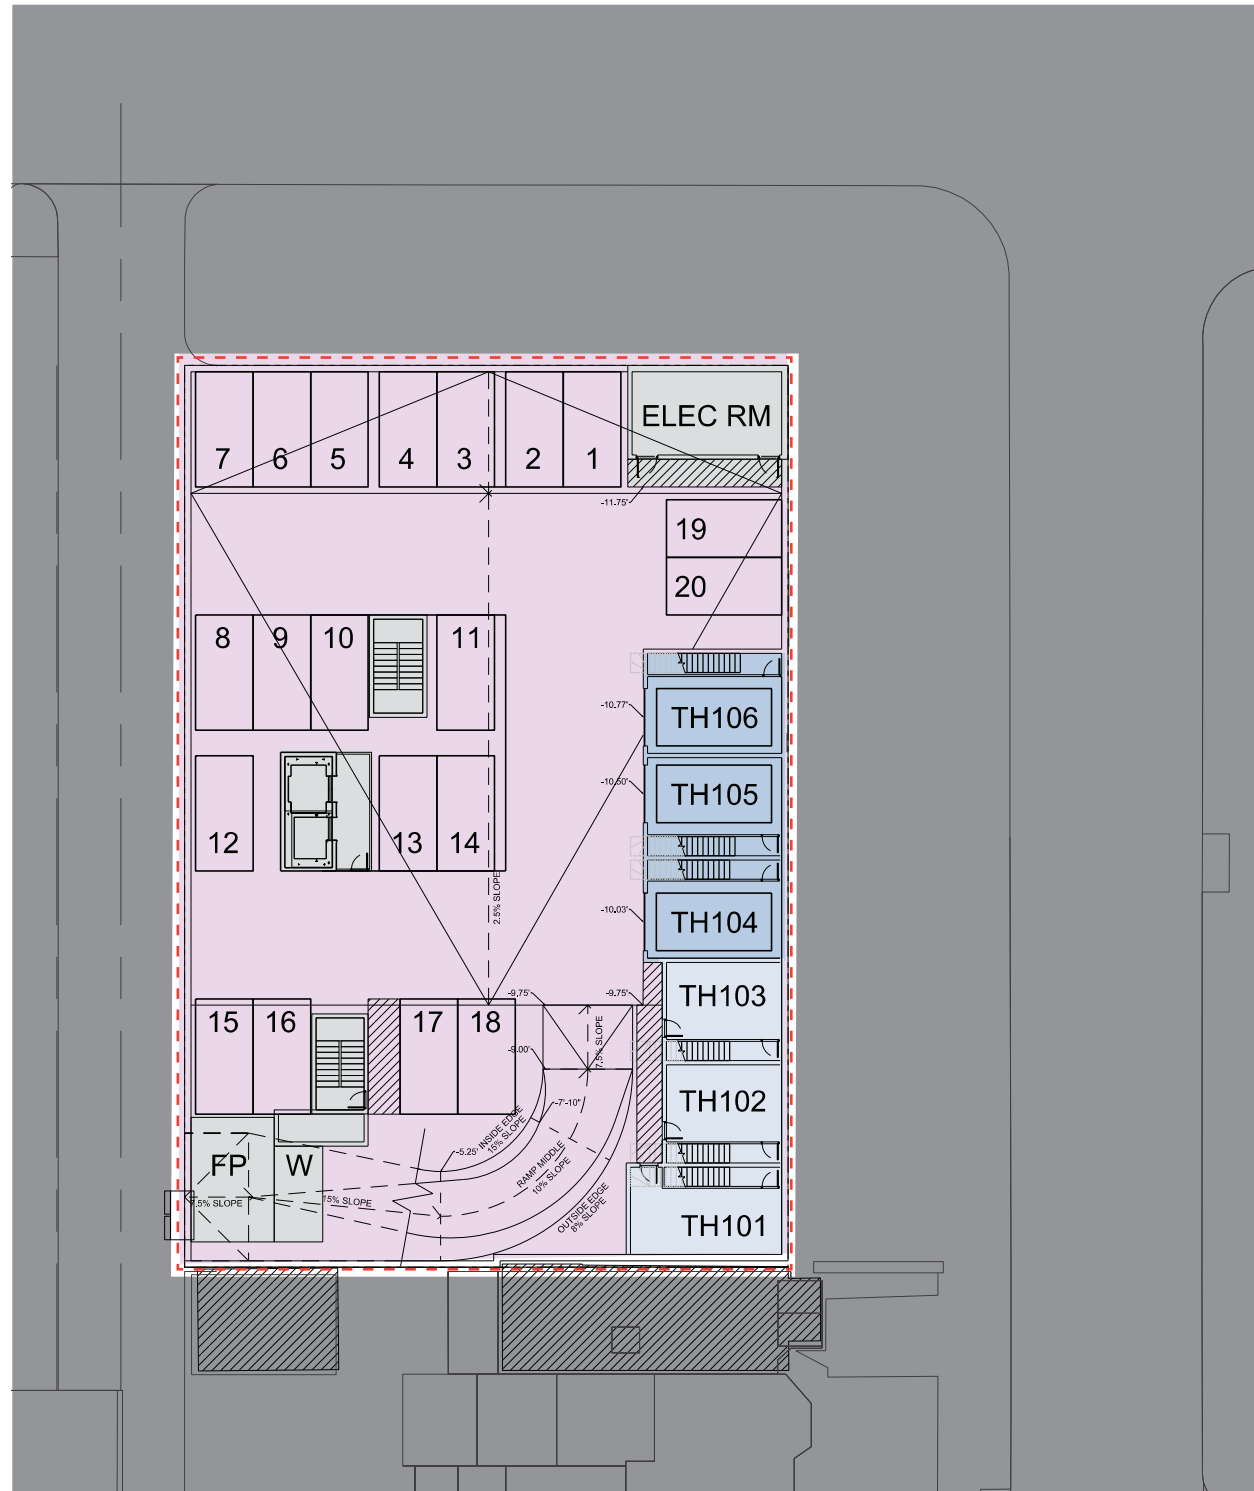 ELEC RM
7 6 5 4 3 2 1
-11.75'
19
20
8 9 10 11
-10.77'
TH106
-10.50'
TH105
12 13 14
2.5% SLOPE
-10.03'
TH104
-9.75'
-9.75'
TH103
15 16 17 18
7.5% SLOPE
-9.00'
-7'-10"
TH102
INSIDE EDGE
15% SLOPE
-5.25'
RAMP MIDDLE
10% SLOPE
FP W
7.5% SLOPE
15% SLOPE
OUTSIDE EDGE
8% SLOPE
TH101